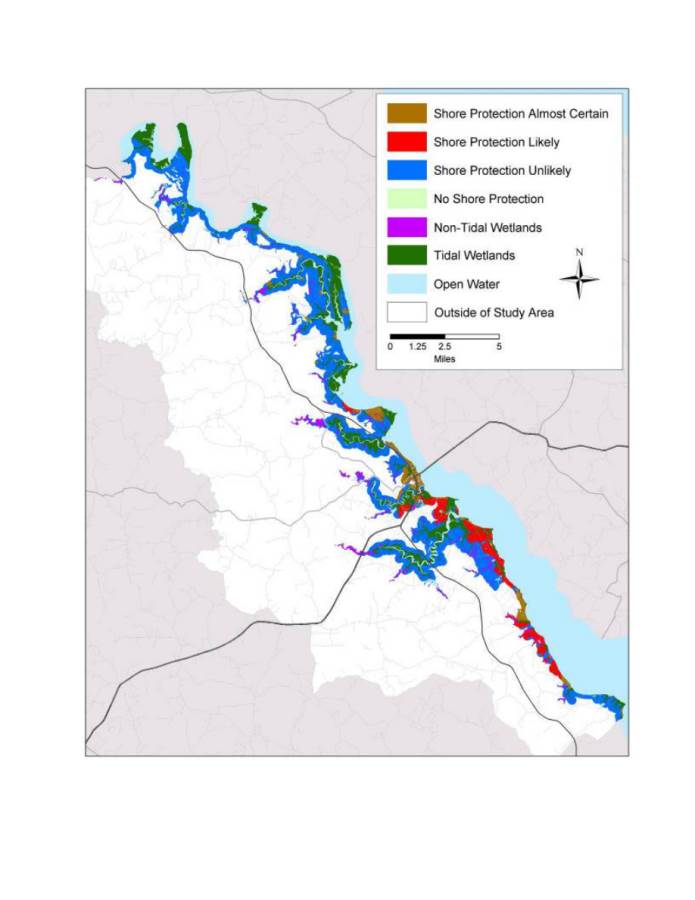 Shore Protection Almost Certain
Shore Protection Likely
Shore Protection Unlikely
No Shore Protection
Non-Tidal Wetlands
Tidal Wetlands
N
Open Water
Outside of Study Area
0 1.25 2.5 5
Miles